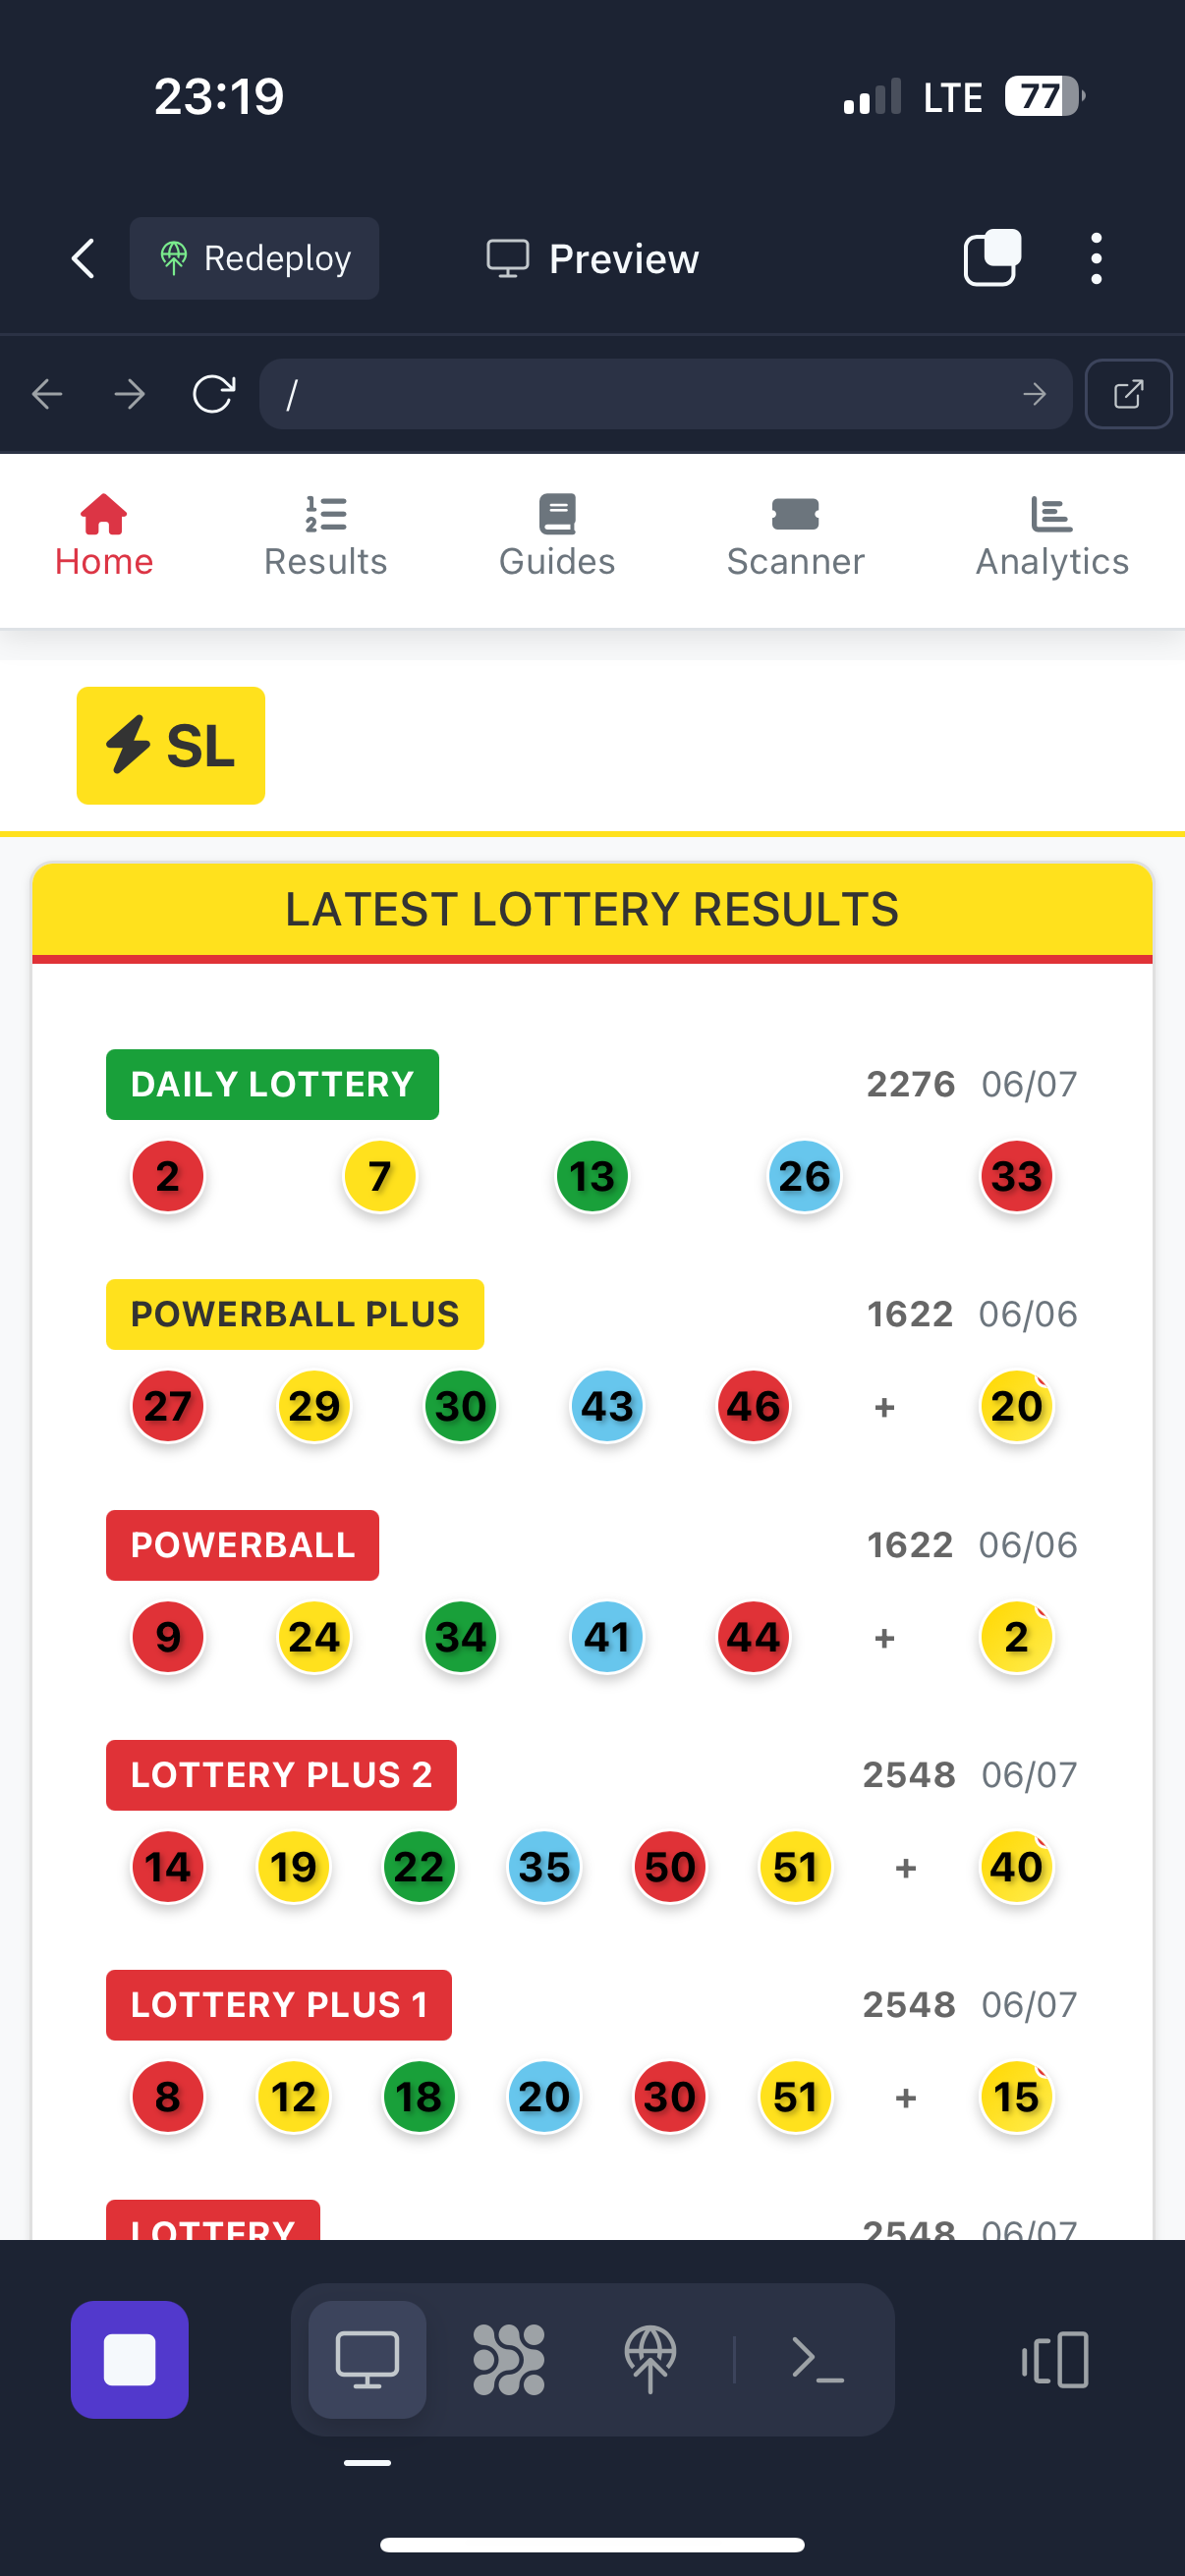 23:19 LTE 77
Redeploy Preview
/
Home Results Guides Scanner Analytics
SL
LATEST LOTTERY RESULTS
DAILY LOTTERY 2276 06/07
2 7 13 26 33
POWERBALL PLUS 1622 06/06
27 29 30 43 46 + 20
POWERBALL 1622 06/06
9 24 34 41 44 + 2
LOTTERY PLUS 2 2548 06/07
14 19 22 35 50 51 + 40
LOTTERY PLUS 1 2548 06/07
8 12 18 20 30 51 + 15
LOTTERY 2548 06/07